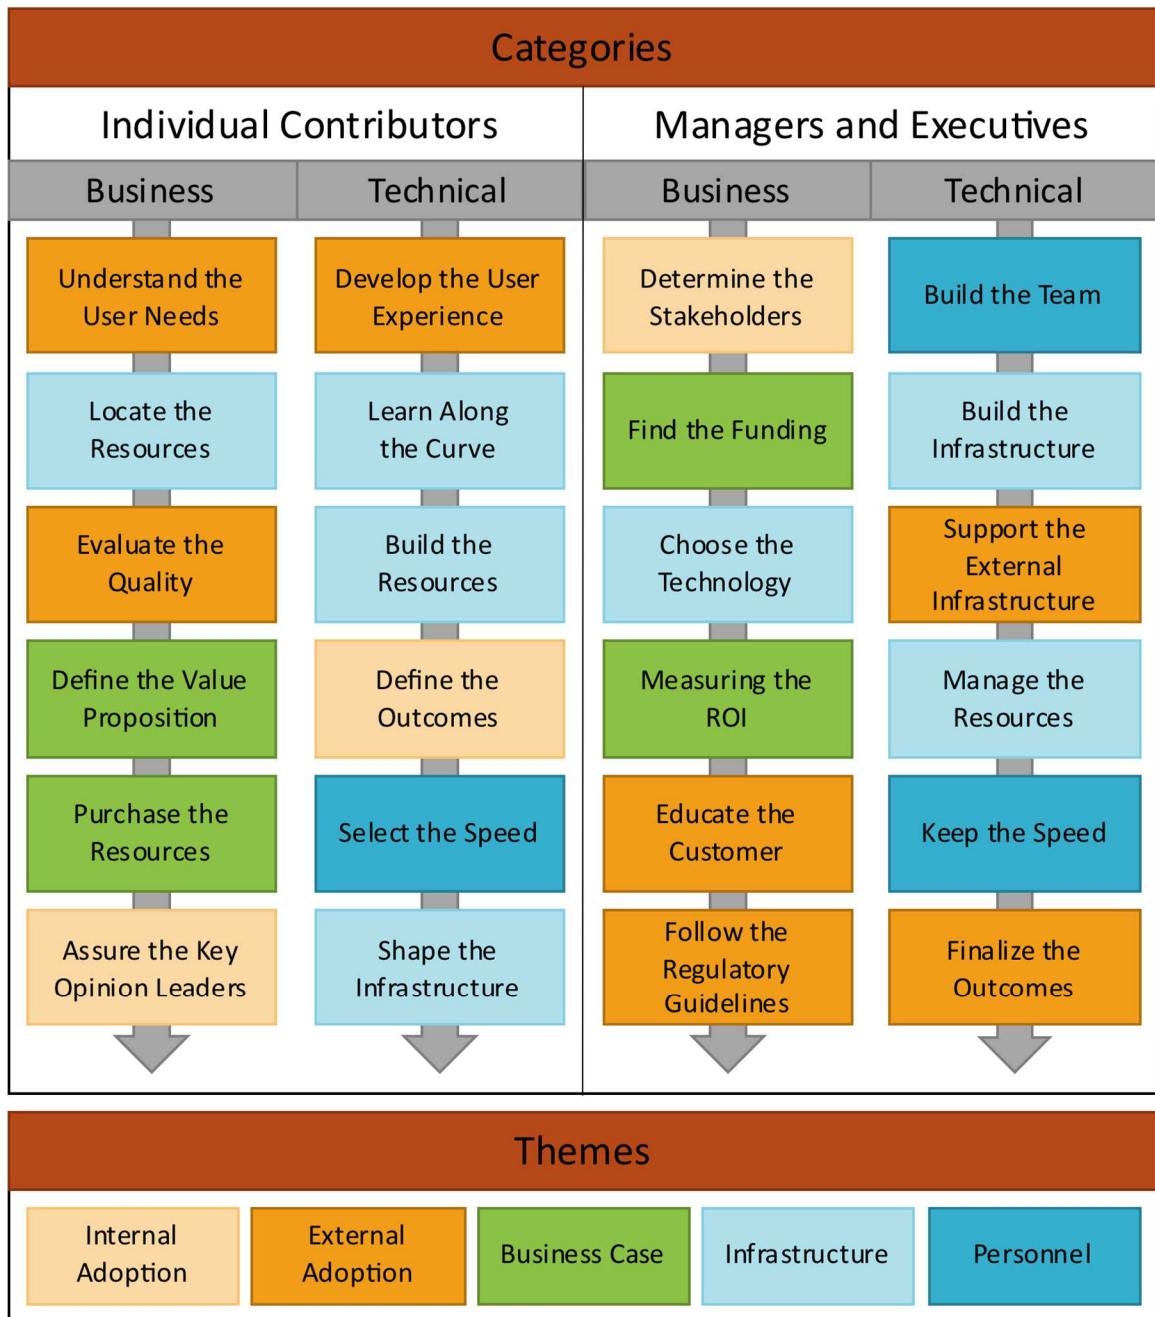 Categories
Individual Contributors
Managers and Executives
Business
Technical
Business
Technical
Understand the
User Needs
Locate the
Resources
Evaluate the
Quality
Define the Value
Proposition
Purchase the
Resources
Assure the Key
Opinion Leaders
Develop the User
Experience
Learn Along
the Curve
Build the
Resources
Define the
Outcomes
Select the Speed
Shape the
Infrastructure
Determine the
Stakeholders
Find the Funding
Choose the
Technology
Measuring the
ROI
Educate the
Customer
Follow the
Regulatory
Guidelines
Build the Team
Build the
Infrastructure
Support the
External
Infrastructure
Manage the
Resources
Keep the Speed
Finalize the
Outcomes
Themes
Internal
Adoption
External
Adoption
Business Case
Infrastructure
Personnel